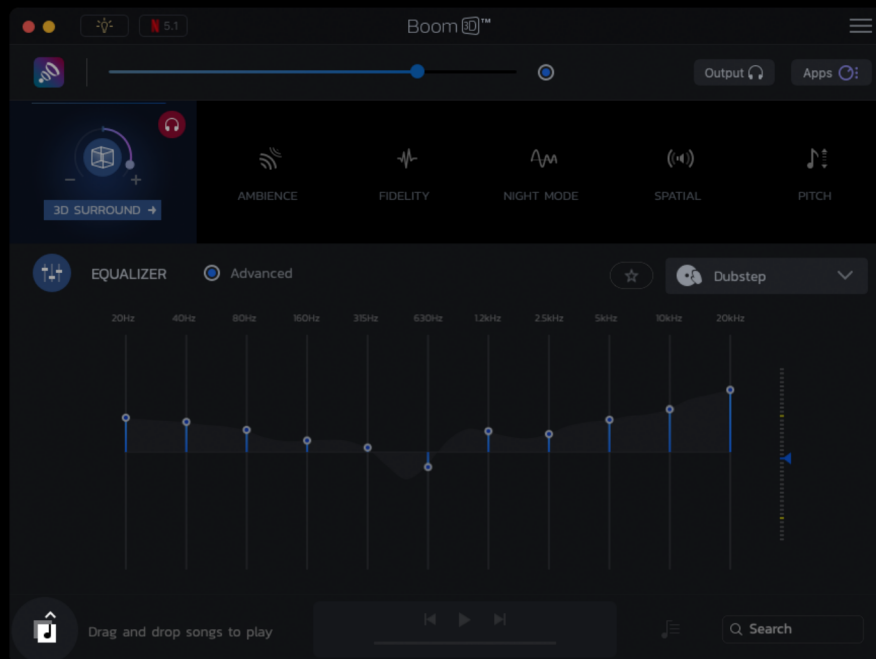 N 5.1
Boom 3D™
Output
Apps
3D SURROUND
AMBIENCE
FIDELITY
NIGHT MODE
SPATIAL
PITCH
EQUALIZER
Advanced
Dubstep
20Hz 40Hz 80Hz 160Hz 315Hz 630Hz 1.2kHz 2.5kHz 5kHz 10kHz 20kHz
Drag and drop songs to play
Search